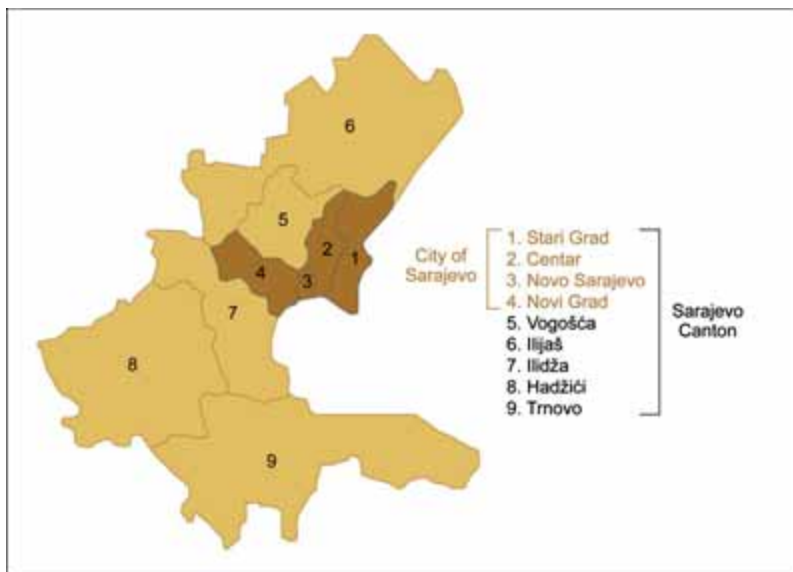 6
5
2
1
4
3
7
8
9
City of
Sarajevo
1. Stari Grad
2. Centar
3. Novo Sarajevo
4. Novi Grad
5. Vogošća
6. Ilijaš
7. Ilidža
8. Hadžići
9. Trnovo
Sarajevo
Canton